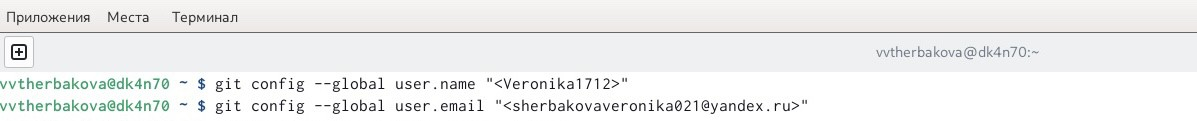 Приложения Места Терминал
vvtherbakova@dk4n70:~
vvtherbakova@dk4n70 ~ $ git config --global user.name "<Veronika1712>"
vvtherbakova@dk4n70 ~ $ git config --global user.email "<sherbakovaveronika021@yandex.ru>"